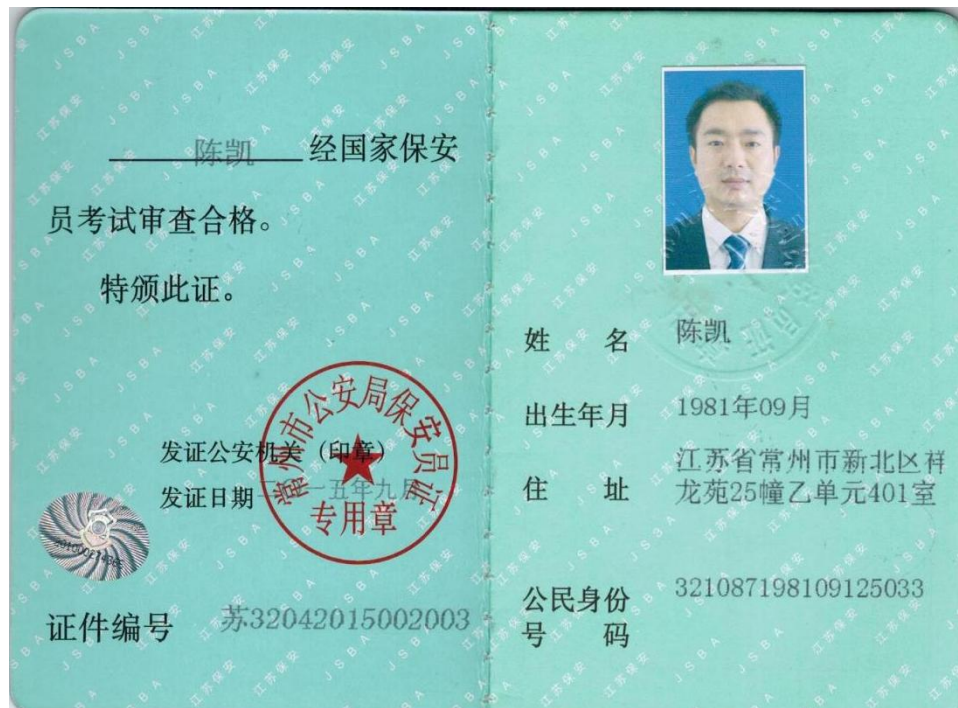 陈凯 经国家保安
员考试审查合格。
特颁此证。
发证公安机关（印章）
发证日期 一五年九月
常州市公安局保安员证
专用章
证件编号 苏32042015002003
姓 名 陈凯
出生年月 1981年09月
住 址 江苏省常州市新北区祥
龙苑25幢乙单元401室
公民身份
号 码 321087198109125033
江苏保安
JSBA